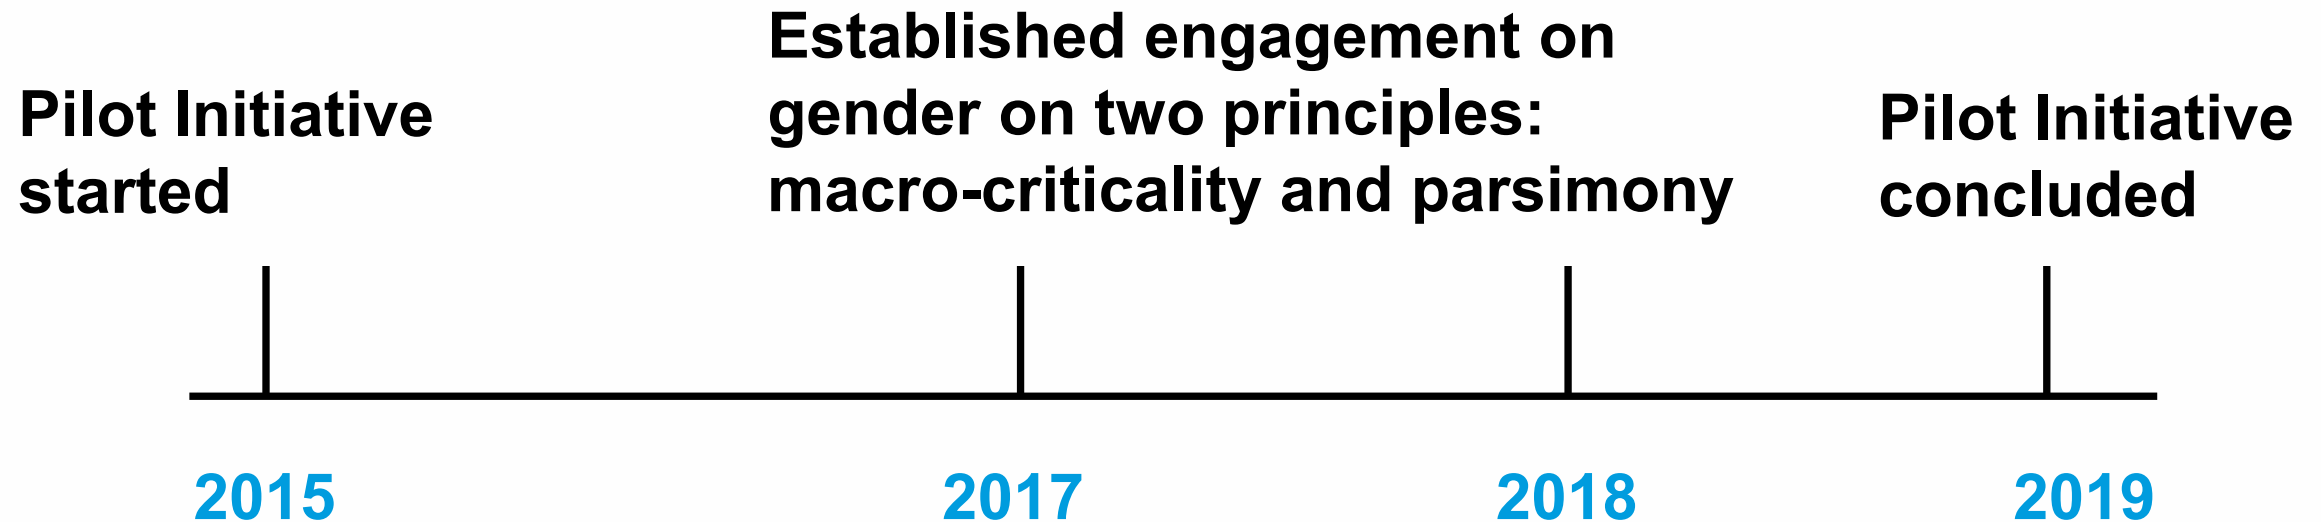 Pilot Initiative
started
Established engagement on
gender on two principles:
macro-criticality and parsimony
Pilot Initiative
concluded
2015
2017
2018
2019